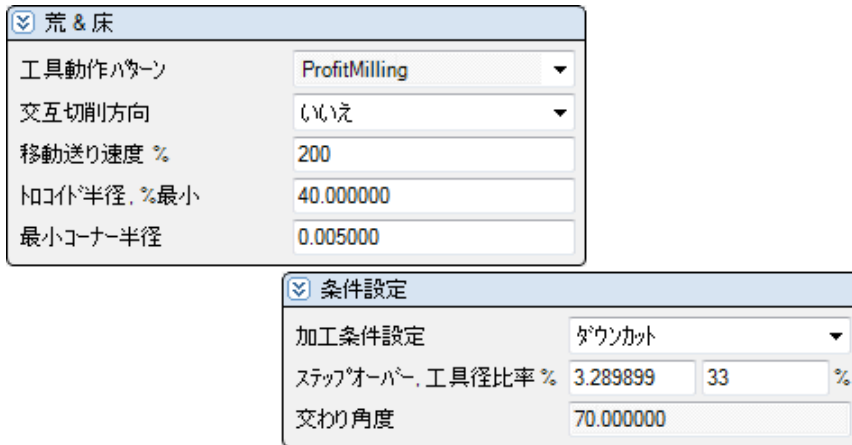 荒 & 床
工具動作ﾊﾟﾀｰﾝ ProfitMilling
交互切削方向 いいえ
移動送り速度 % 200
ﾄﾛｺｲﾄﾞ半径, %最小 40.000000
最小ｺｰﾅｰ半径 0.005000
条件設定
加工条件設定 ﾀﾞｳﾝｶｯﾄ
ｽﾃｯﾌﾟｵｰﾊﾞｰ, 工具径比率 % 3.289899 33 %
交わり角度 70.000000